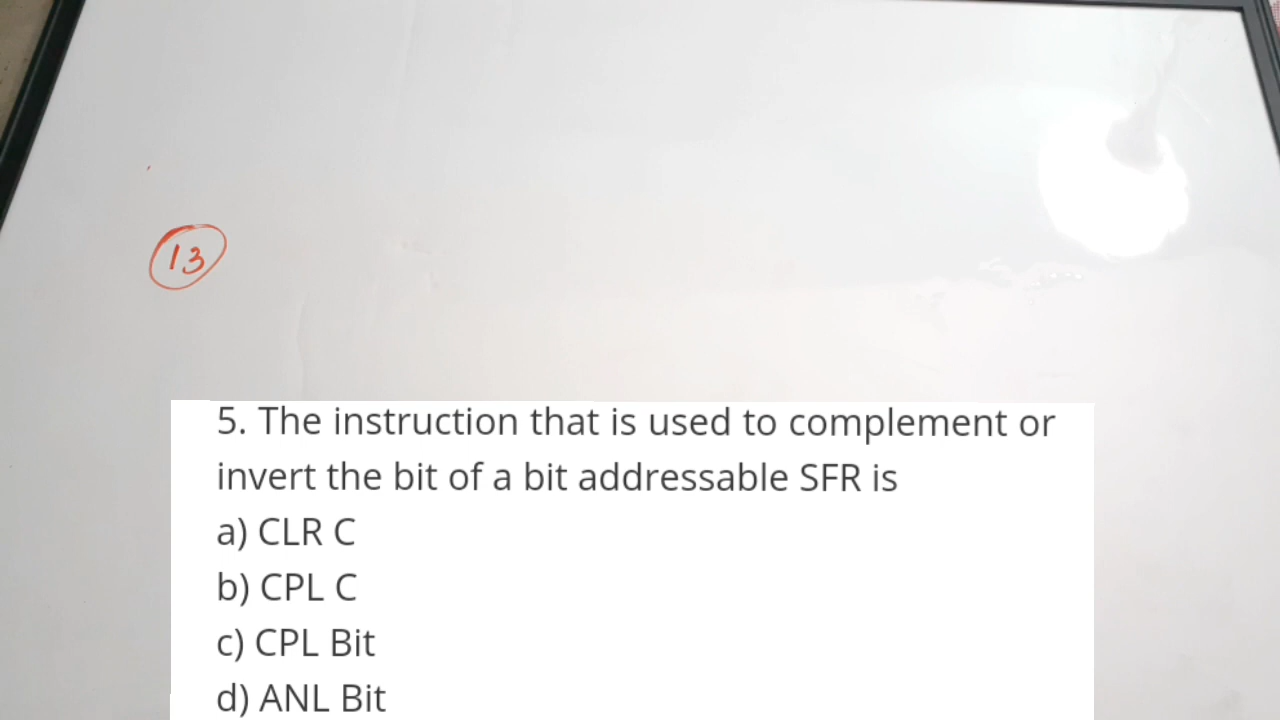 13
5. The instruction that is used to complement or
invert the bit of a bit addressable SFR is
a) CLR C
b) CPL C
c) CPL Bit
d) ANL Bit